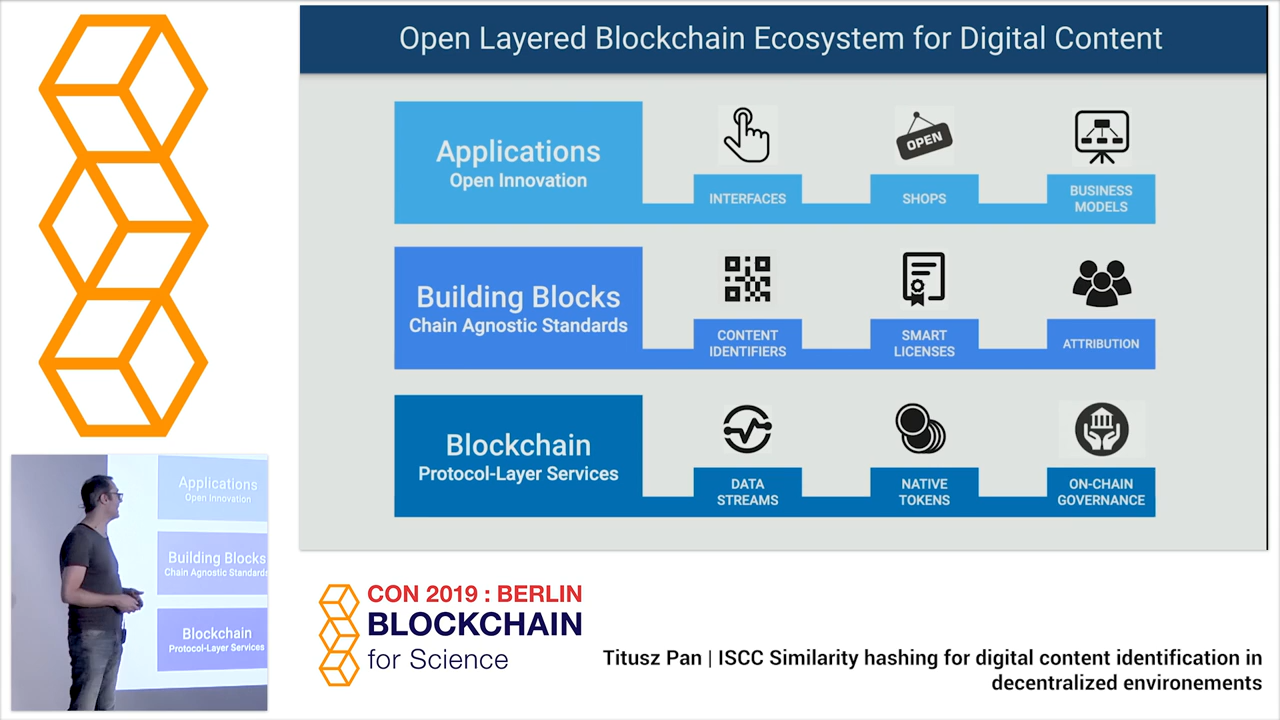 Open Layered Blockchain Ecosystem for Digital Content
Applications
Open Innovation
OPEN
INTERFACES
SHOPS
BUSINESS
MODELS
Building Blocks
Chain Agnostic Standards
CONTENT
IDENTIFIERS
SMART
LICENSES
ATTRIBUTION
Blockchain
Protocol-Layer Services
DATA
STREAMS
NATIVE
TOKENS
ON-CHAIN
GOVERNANCE
Applications
Open Innovation
Building Blocks
Chain Agnostic Standards
Blockchain
Protocol-Layer Services
CON 2019 : BERLIN
BLOCKCHAIN
for Science
Titusz Pan | ISCC Similarity hashing for digital content identification in
decentralized environements